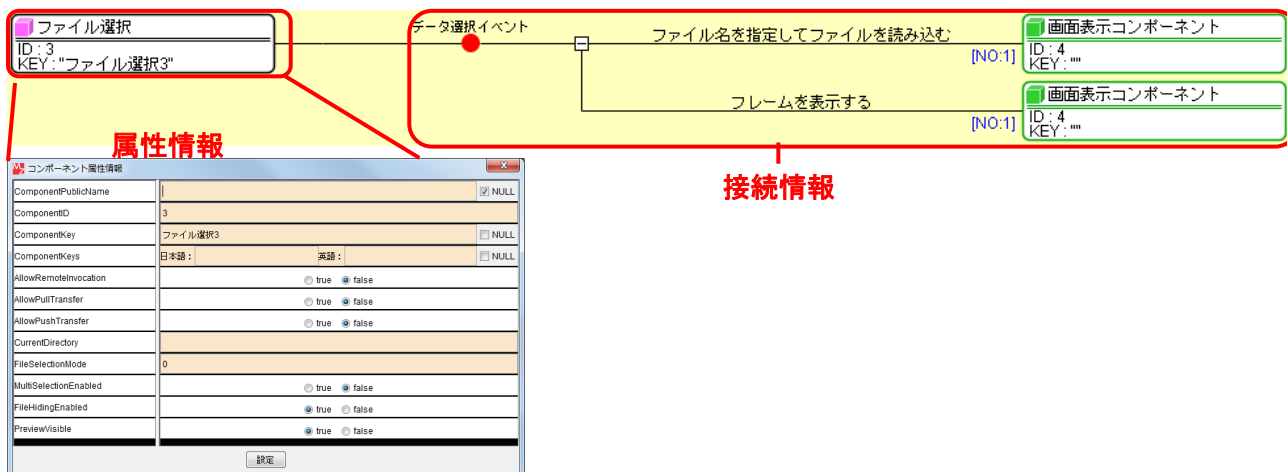 ファイル選択
ID : 3
KEY : "ファイル選択3"
データ選択イベント
ファイル名を指定してファイルを読み込む
[NO:1]
画面表示コンポーネント
ID : 4
KEY : ""
フレームを表示する
[NO:1]
画面表示コンポーネント
ID : 4
KEY : ""
属性情報
接続情報
コンポーネント属性情報
ComponentPublicName NULL
ComponentID 3
ComponentKey ファイル選択3 NULL
ComponentKeys 日本語： 英語： NULL
AllowRemoteInvocation true false
AllowPullTransfer true false
AllowPushTransfer true false
CurrentDirectory
FileSelectionMode 0
MultiSelectionEnabled true false
FileHidingEnabled true false
PreviewVisible true false
設定